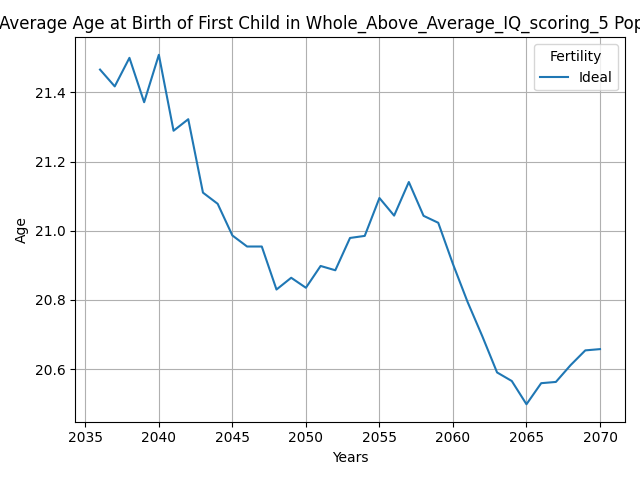 Average Age at Birth of First Child in Whole_Above_Average_IQ_scoring_5 Pop
Fertility
Ideal
21.4
21.2
21.0
20.8
20.6
Age
2035 2040 2045 2050 2055 2060 2065 2070
Years